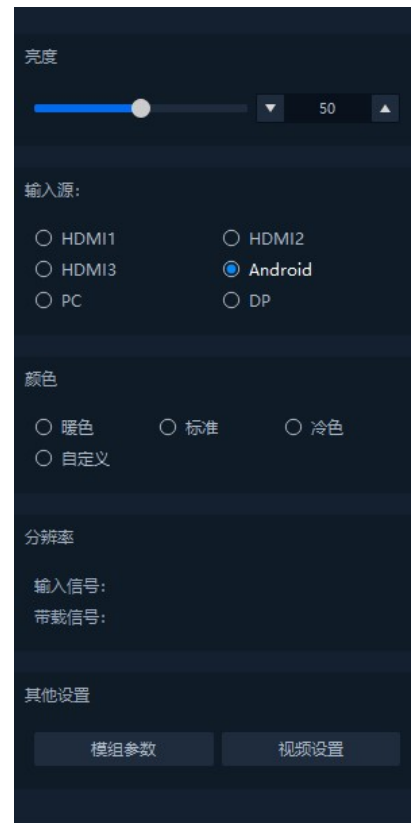 亮度
50
输入源:
HDMI1 HDMI2
HDMI3 Android
PC DP
颜色
暖色 标准 冷色
自定义
分辨率
输入信号:
带载信号:
其他设置
模组参数 视频设置